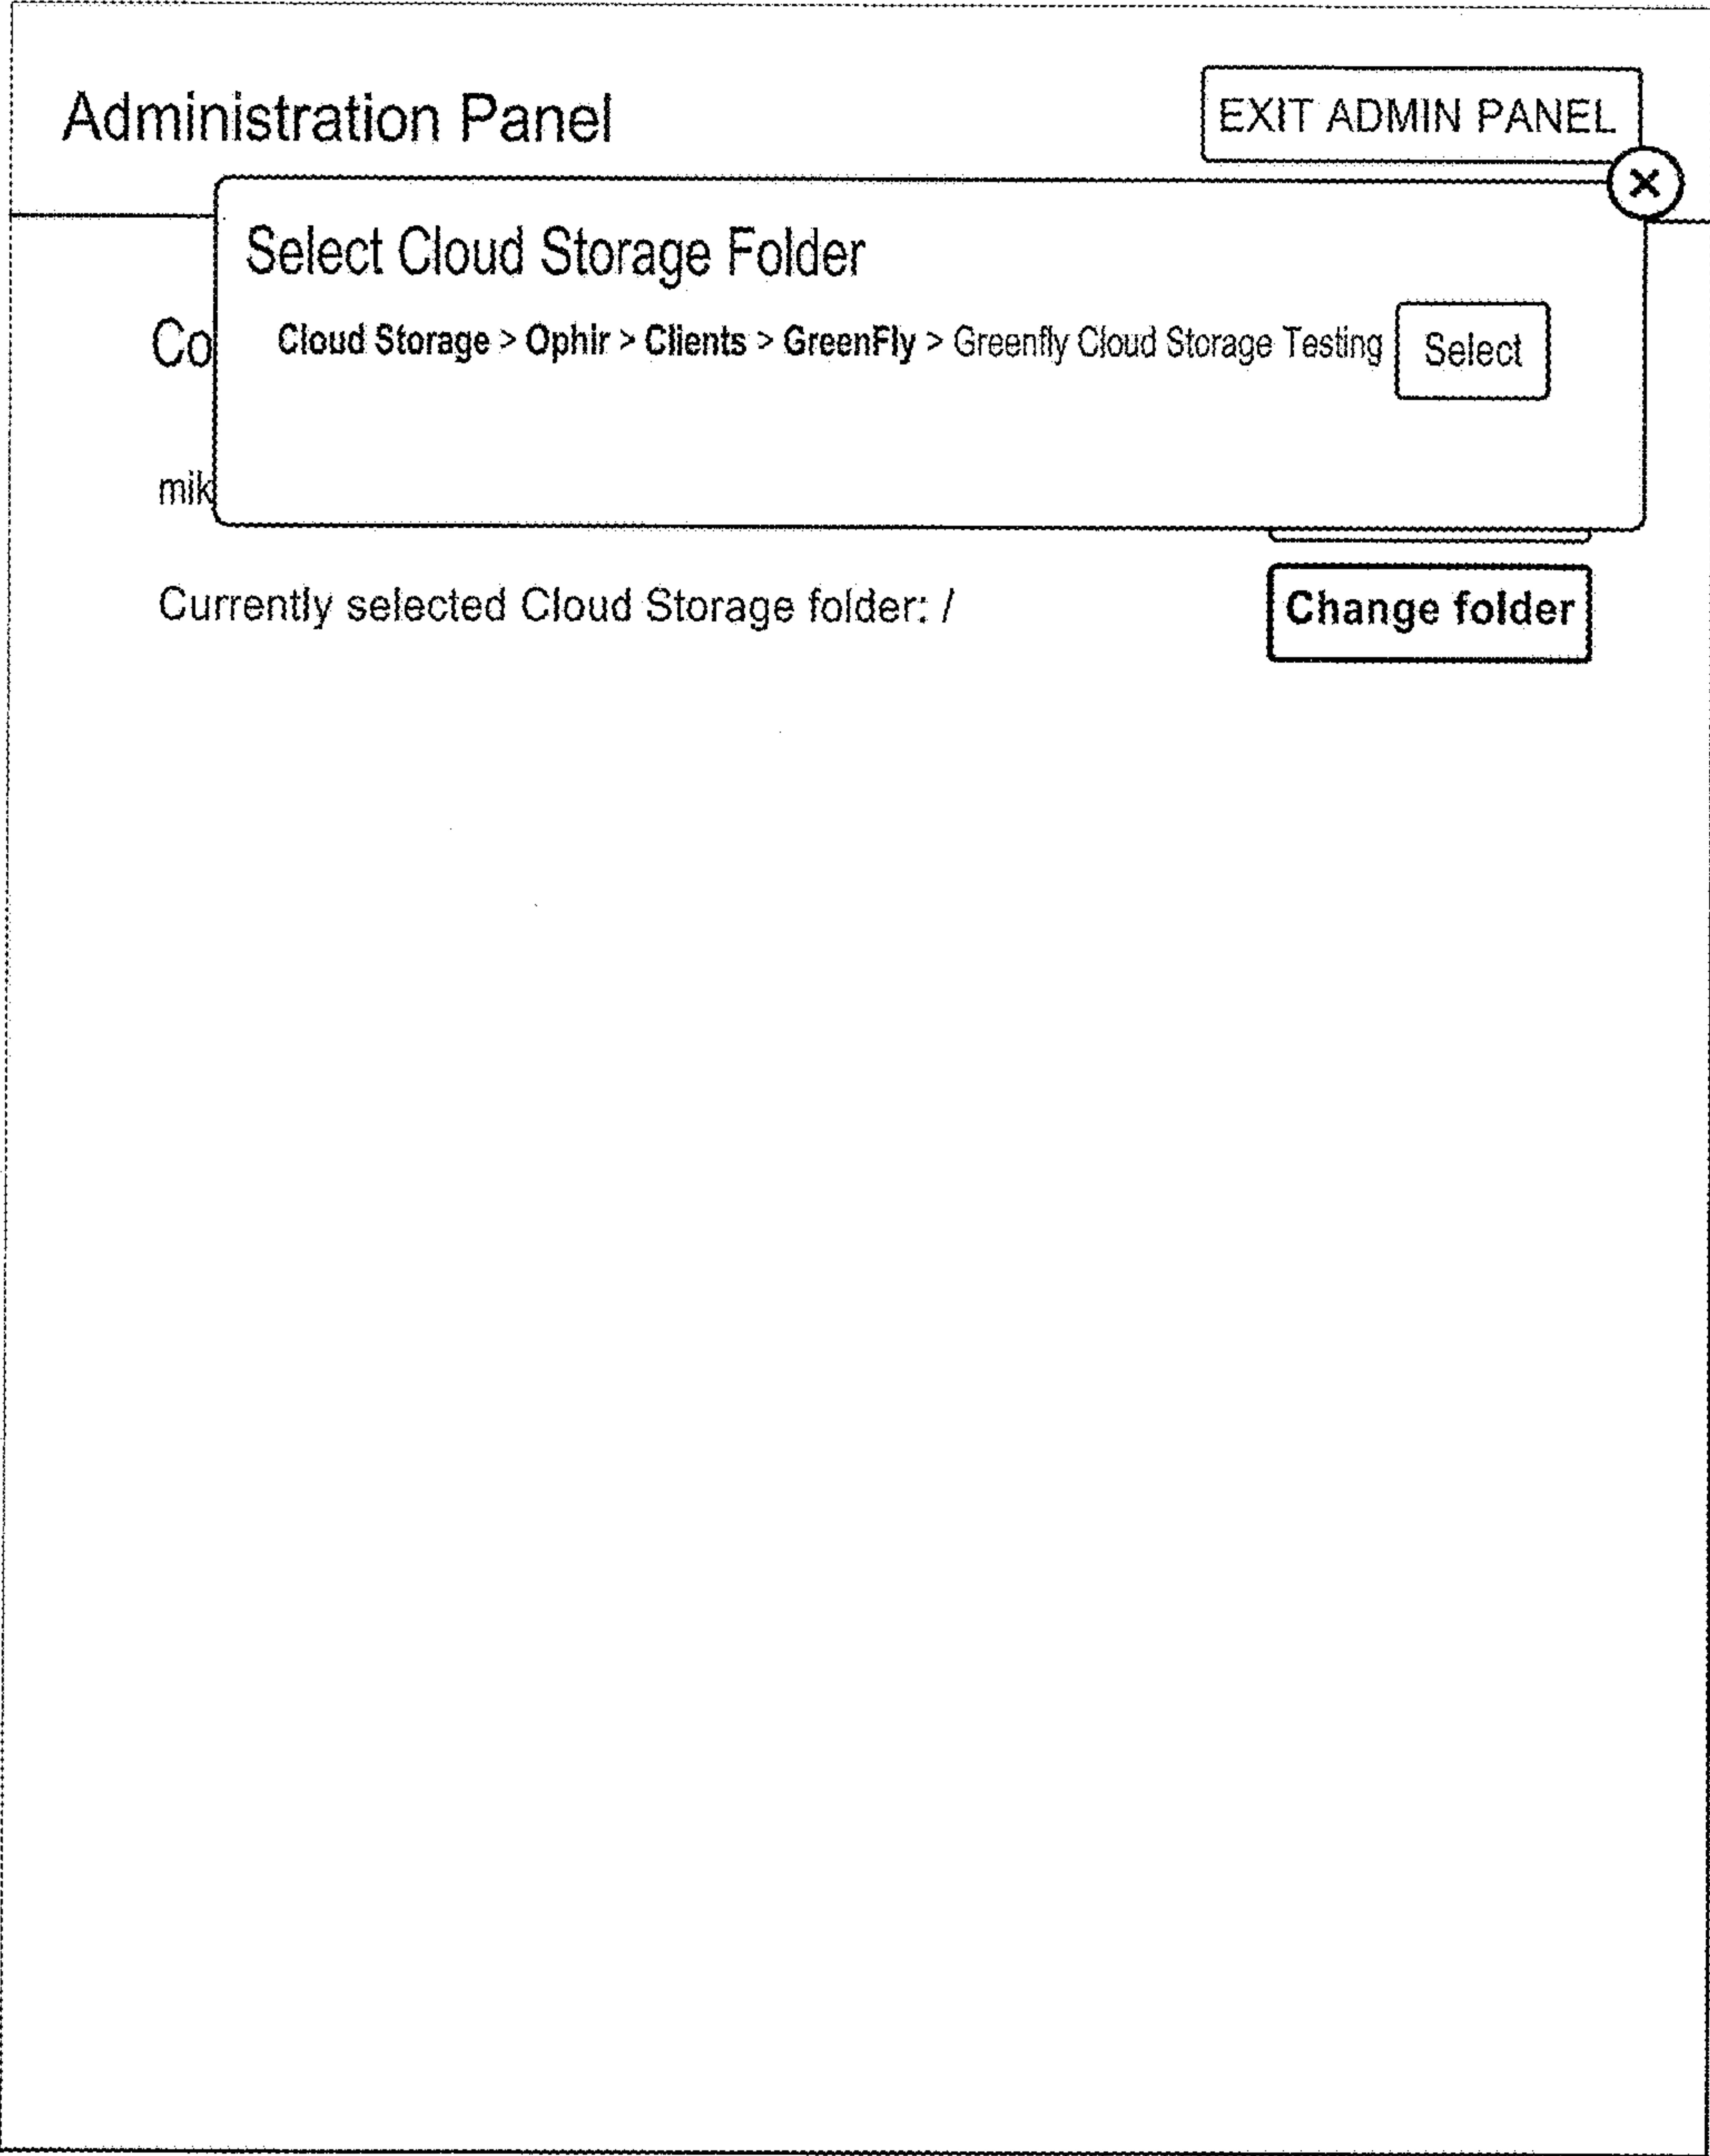 Administration Panel
EXIT ADMIN PANEL
Select Cloud Storage Folder
Cloud Storage > Ophir > Clients > GreenFly > Greenfly Cloud Storage Testing
Select
Co
mik
Currently selected Cloud Storage folder: /
Change folder